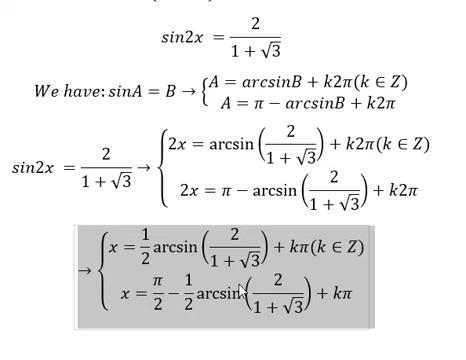 sin2x = 2/(1 + √3)
We have: sinA = B → { A = arcsinB + k2π(k ∈ Z)
A = π − arcsinB + k2π
sin2x = 2/(1 + √3) → { 2x = arcsin (2/(1 + √3)) + k2π(k ∈ Z)
2x = π − arcsin (2/(1 + √3)) + k2π
→ { x = 1/2 arcsin (2/(1 + √3)) + kπ(k ∈ Z)
x = π/2 − 1/2 arcsin (2/(1 + √3)) + kπ